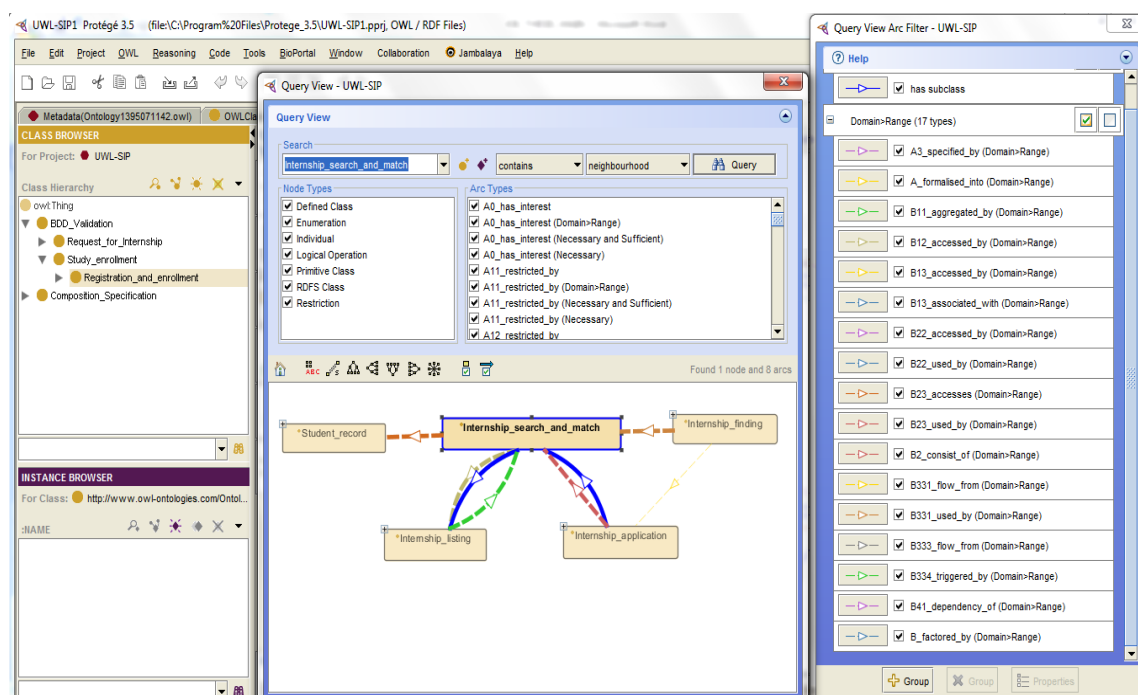 UWL-SIP1 Protégé 3.5 (file:\C:\Program%20Files\Protege_3.5\UWL-SIP1.pprj, OWL / RDF Files)
File Edit Project OWL Reasoning Code Tools BioPortal Window Collaboration Jambalaya Help
Metadata(Ontology1395071142.owl) OWLCla
CLASS BROWSER
For Project: UWL-SIP
Class Hierarchy
owl:Thing
BDD_Validation
Request_for_Internship
Study_enrollment
Registration_and_enrollment
Composition_Specification
INSTANCE BROWSER
For Class: http://www.owl-ontologies.com/Ontol...
:NAME
Query View - UWL-SIP
Query View
Search
Internship_search_and_match contains neighbourhood Query
Node Types
Defined Class
Enumeration
Individual
Logical Operation
Primitive Class
RDFS Class
Restriction
Arc Types
A0_has_interest
A0_has_interest (Domain>Range)
A0_has_interest (Necessary and Sufficient)
A0_has_interest (Necessary)
A11_restricted_by
A11_restricted_by (Domain>Range)
A11_restricted_by (Necessary and Sufficient)
A11_restricted_by (Necessary)
A12_restricted_by
ABC
Found 1 node and 8 arcs
*Student_record
*Internship_search_and_match
*Internship_finding
*Internship_listing
*Internship_application
Query View Arc Filter - UWL-SIP
Help
has subclass
Domain>Range (17 types)
A3_specified_by (Domain>Range)
A_formalised_into (Domain>Range)
B11_aggregated_by (Domain>Range)
B12_accessed_by (Domain>Range)
B13_accessed_by (Domain>Range)
B13_associated_with (Domain>Range)
B22_accessed_by (Domain>Range)
B22_used_by (Domain>Range)
B23_accesses (Domain>Range)
B23_used_by (Domain>Range)
B2_consist_of (Domain>Range)
B331_flow_from (Domain>Range)
B331_used_by (Domain>Range)
B333_flow_from (Domain>Range)
B334_triggered_by (Domain>Range)
B41_dependency_of (Domain>Range)
B_factored_by (Domain>Range)
Group Group Properties